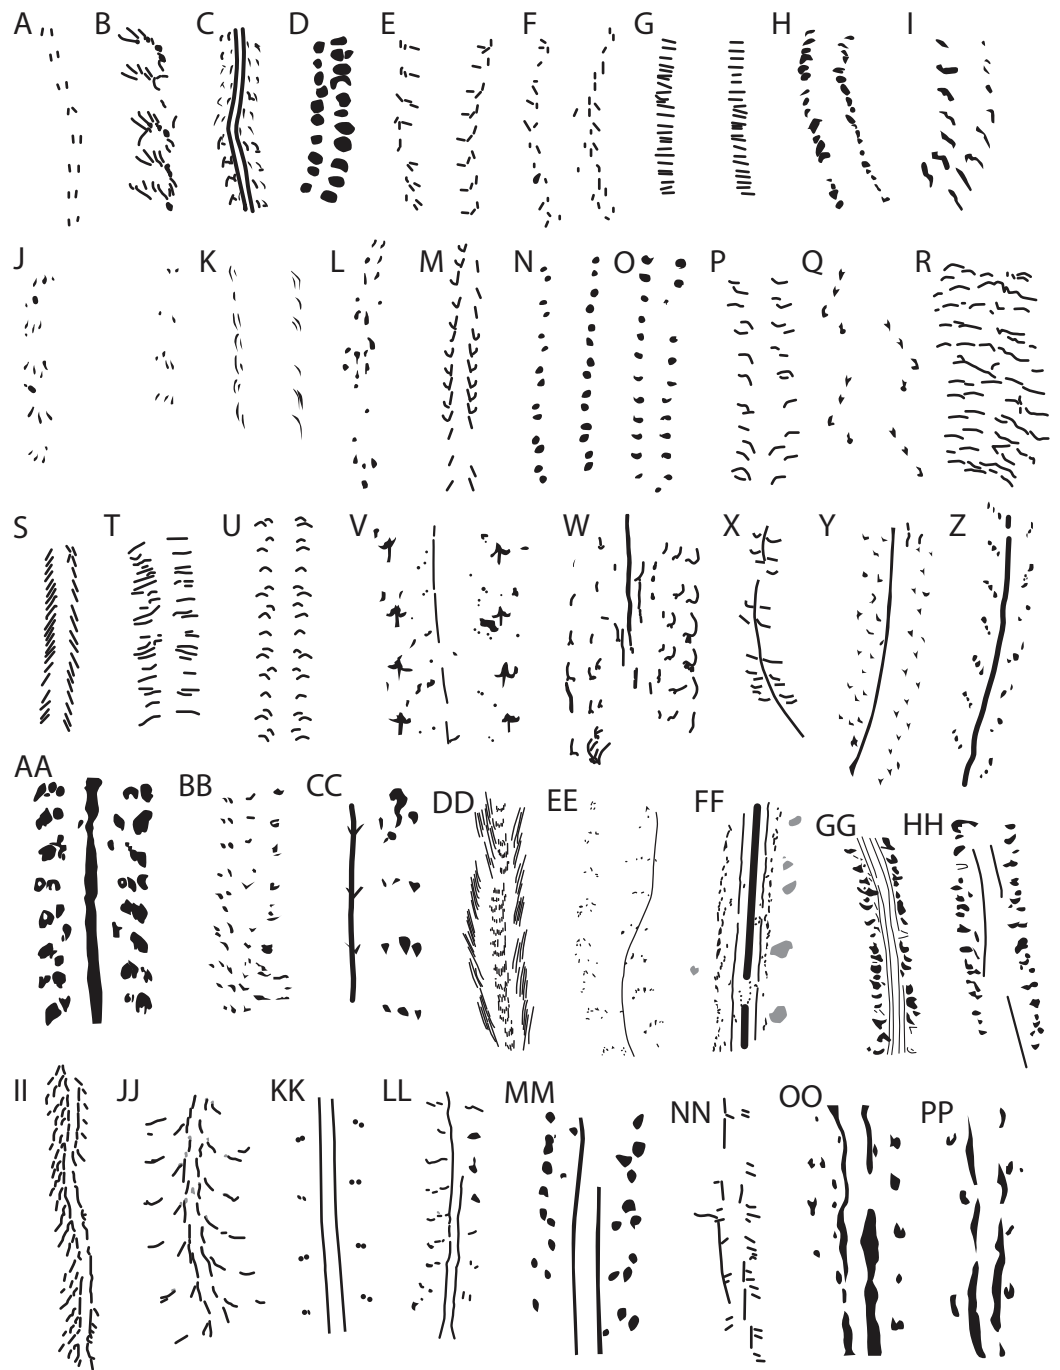 A B C D E F G H I
J K L M N O P Q R
S T U V W X Y Z
AA BB CC DD EE FF GG HH
II JJ KK LL MM NN OO PP